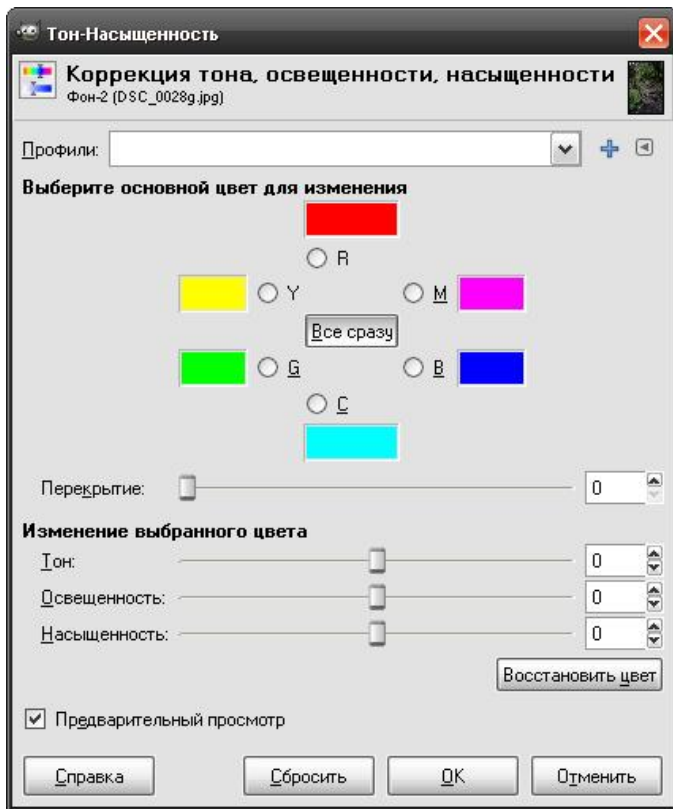 Тон-Насыщенность
Коррекция тона, освещенности, насыщенности
Фон-2 (DSC_0028g.jpg)
Профили:
Выберите основной цвет для изменения
R
Y M
Все сразу
G B
C
Перекрытие: 0
Изменение выбранного цвета
Тон: 0
Освещенность: 0
Насыщенность: 0
Восстановить цвет
Предварительный просмотр
Справка Сбросить OK Отменить